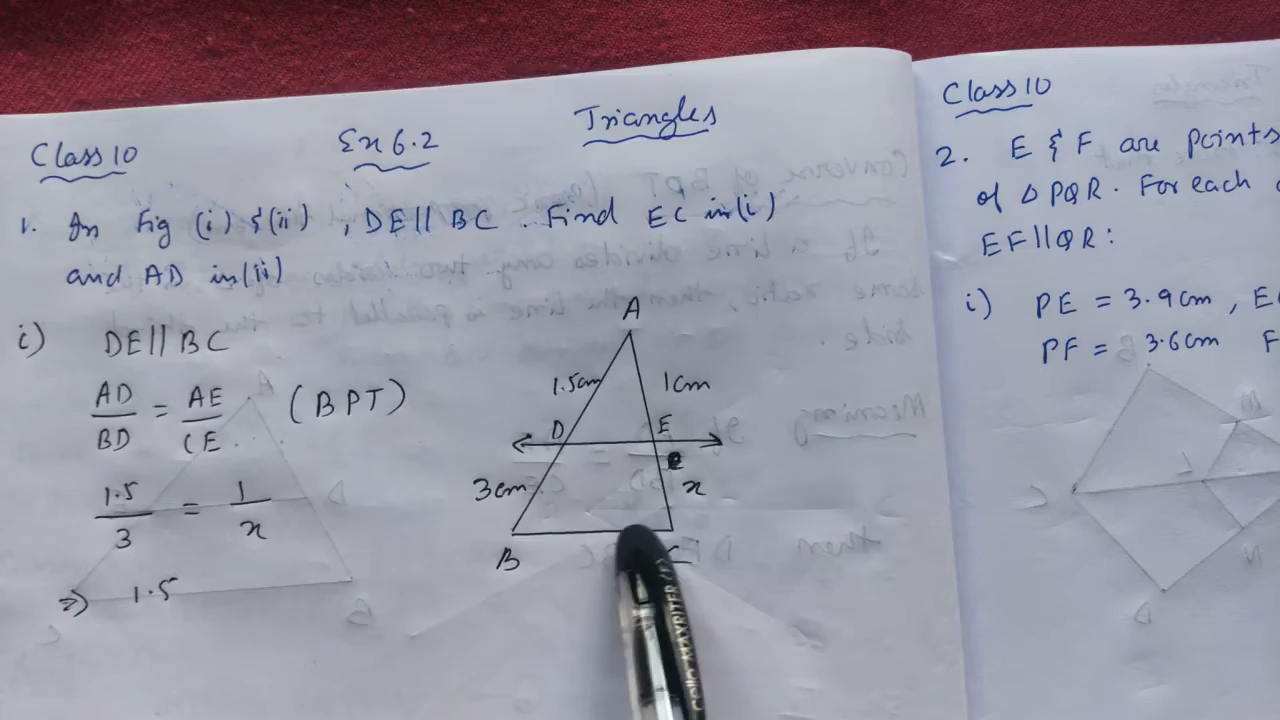 Class 10 Ex 6.2 Triangles
1. In Fig (i) & (ii) , DE || BC . Find EC in (i)
and AD in (ii)
i) DE || BC
AD/BD = AE/CE (BPT)
1.5/3 = 1/x
⇒ 1.5
A
1.5cm 1cm
D E
3cm x
B C
Class 10
2. E & F are points
of △ PQR . For each
EF || QR :
i) PE = 3.9cm , E
PF = 3.6cm F
cello MAXRITER